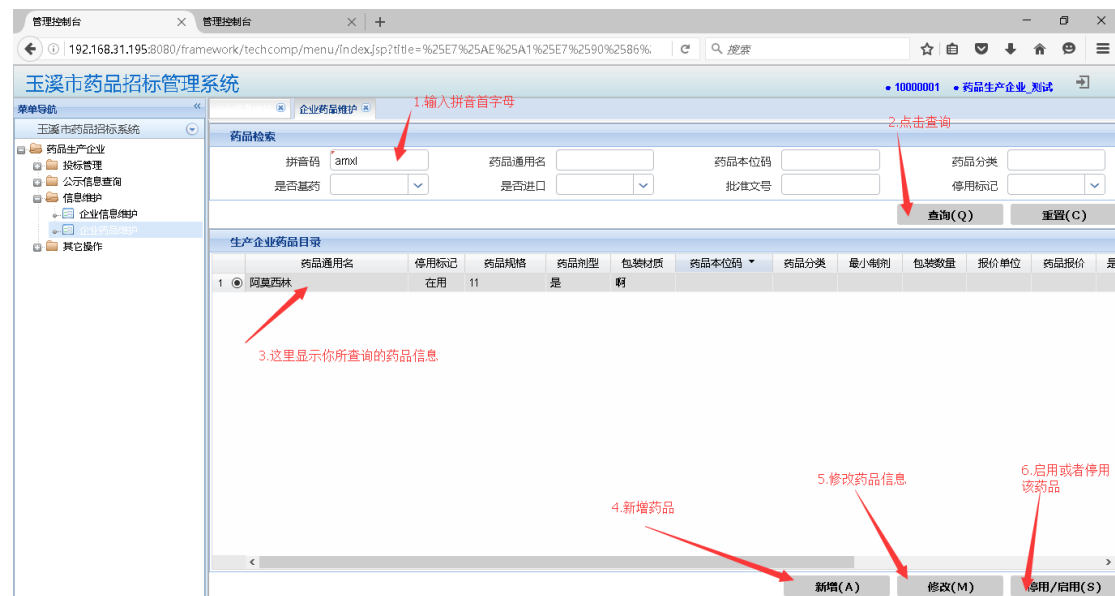 管理控制台 管理控制台
192.168.31.195:8080/framework/techcomp/menu/index.jsp?title=%25E7%25AE%25A1%25E7%2590%2586%: 搜索
玉溪市药品招标管理系统
10000001 药品生产企业_测试
菜单导航 企业药品维护 1.输入拼音首字母
玉溪市药品招标系统 2.点击查询
药品检索
药品生产企业
投标管理 拼音码 amxl 药品通用名 药品本位码 药品分类
公示信息查询 是否基药 是否进口 批准文号 停用标记
信息维护
企业信息维护 查询(Q) 重置(C)
企业药品维护
其它操作 生产企业药品目录
药品通用名 停用标记 药品规格 药品剂型 包装材质 药品本位码 药品分类 最小制剂 包装数量 报价单位 药品报价 是
1 阿莫西林 在用 11 是 啊
3.这里显示你所查询的药品信息
6.启用或者停用
该药品
5.修改药品信息
4.新增药品
新增(A) 修改(M) 停用/启用(S)